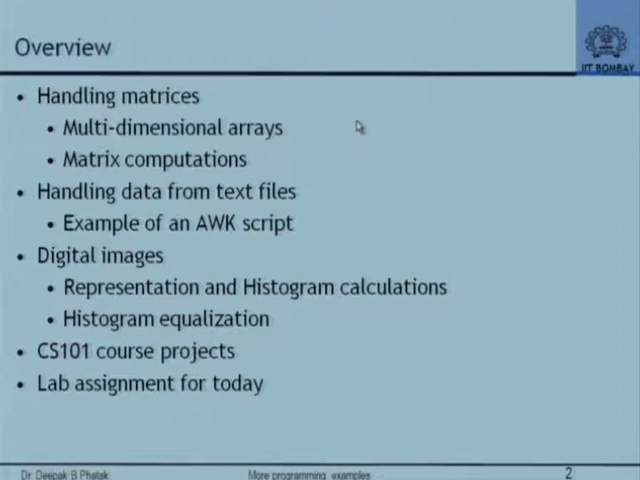 Overview
IIT BOMBAY
• Handling matrices
• Multi-dimensional arrays
• Matrix computations
• Handling data from text files
• Example of an AWK script
• Digital images
• Representation and Histogram calculations
• Histogram equalization
• CS101 course projects
• Lab assignment for today
Dr. Deepak B Phatak
More programming examples
2